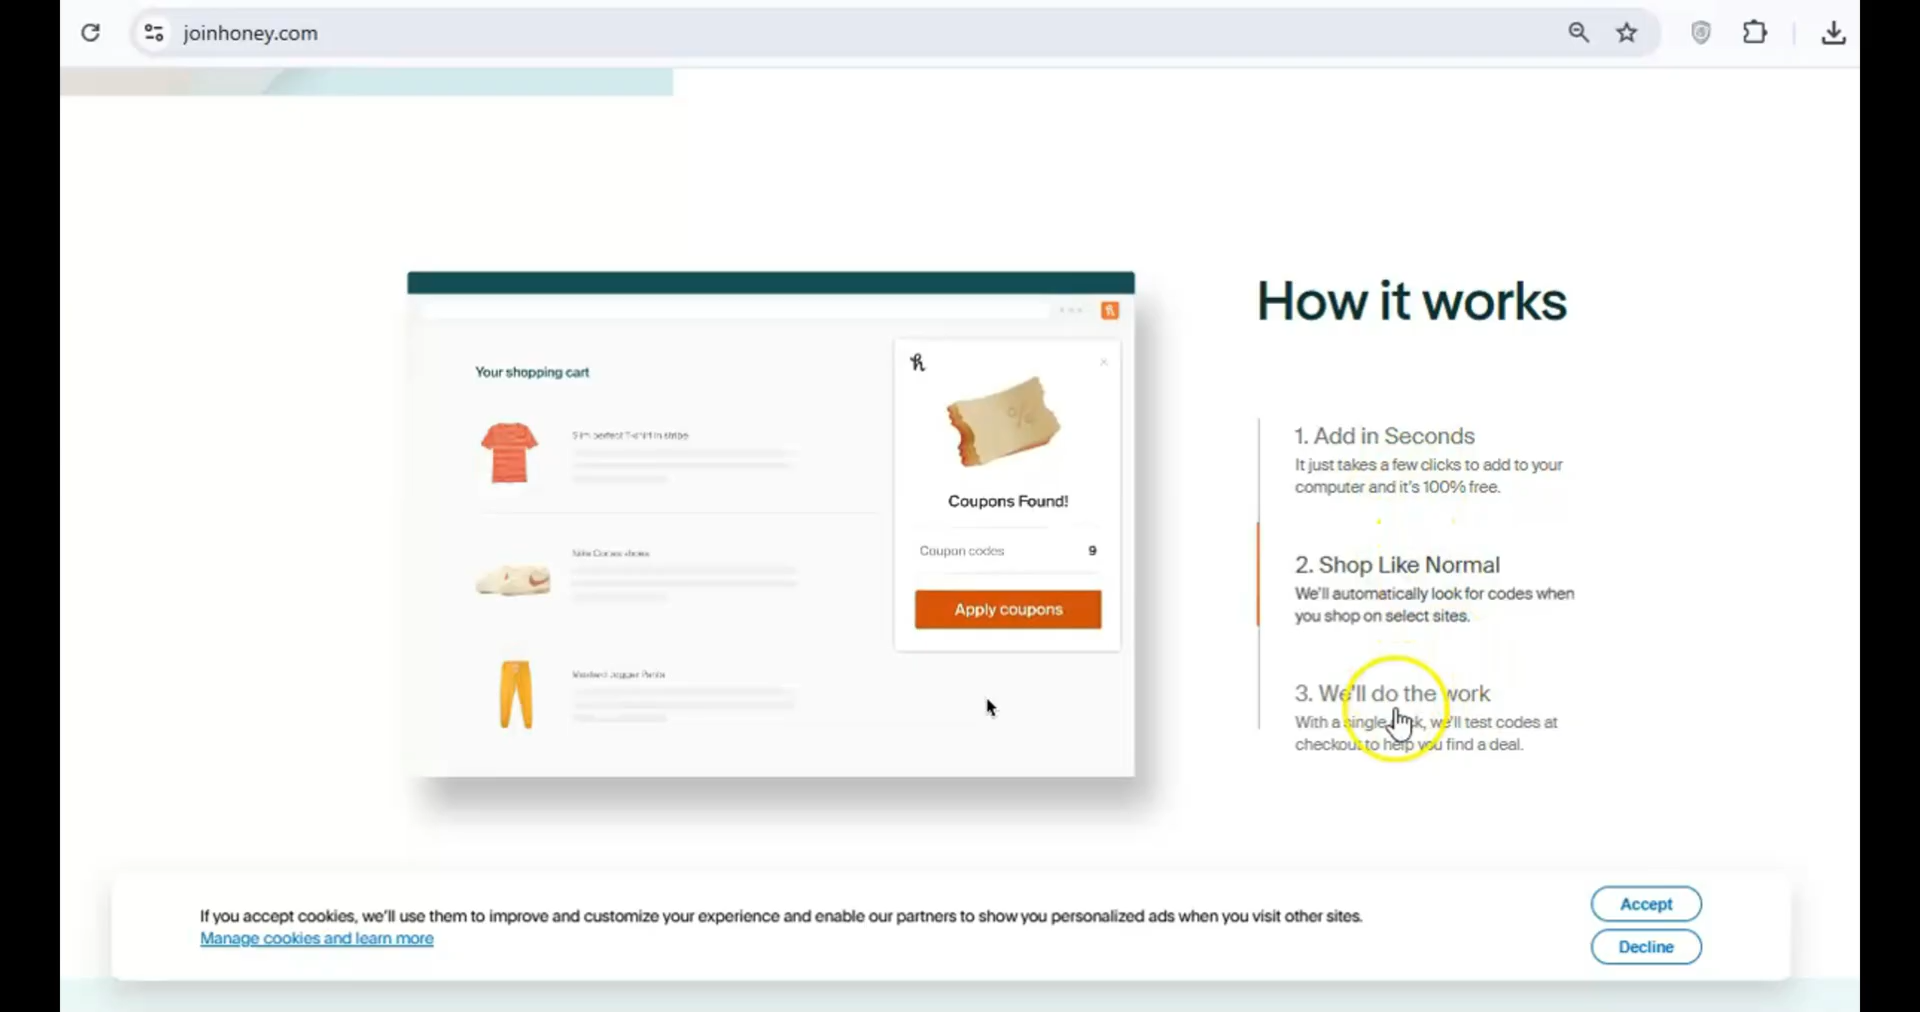 joinhoney.com
How it works
Your shopping cart
Coupons Found!
Coupon codes 9
Apply coupons
1. Add in Seconds
It just takes a few clicks to add to your
computer and it's 100% free.
2. Shop Like Normal
We'll automatically look for codes when
you shop on select sites.
3. We'll do the work
With a single we'll test codes at
checkout to help you find a deal.
If you accept cookies, we'll use them to improve and customize your experience and enable our partners to show you personalized ads when you visit other sites.
Manage cookies and learn more
Accept
Decline